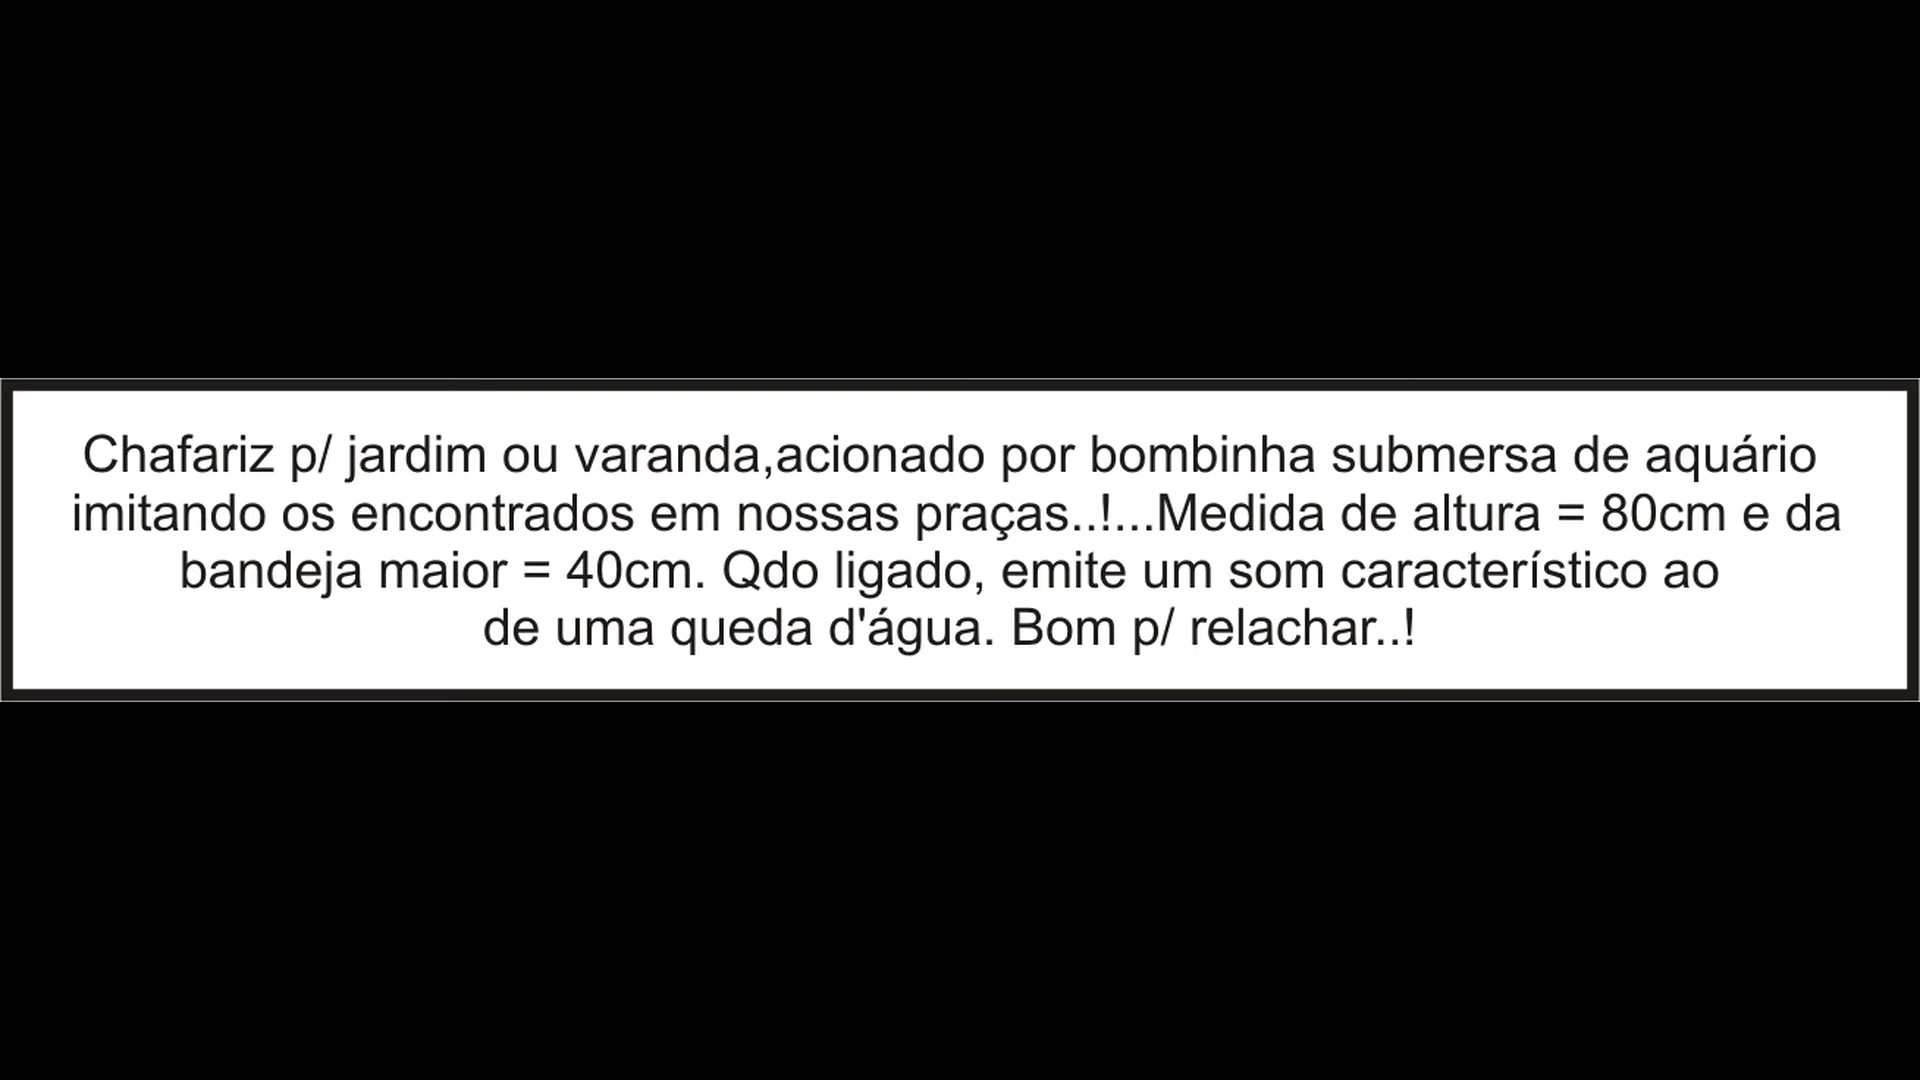 Chafariz p/ jardim ou varanda,acionado por bombinha submersa de aquário
imitando os encontrados em nossas praças..!...Medida de altura = 80cm e da
bandeja maior = 40cm. Qdo ligado, emite um som característico ao
de uma queda d'água. Bom p/ relachar..!